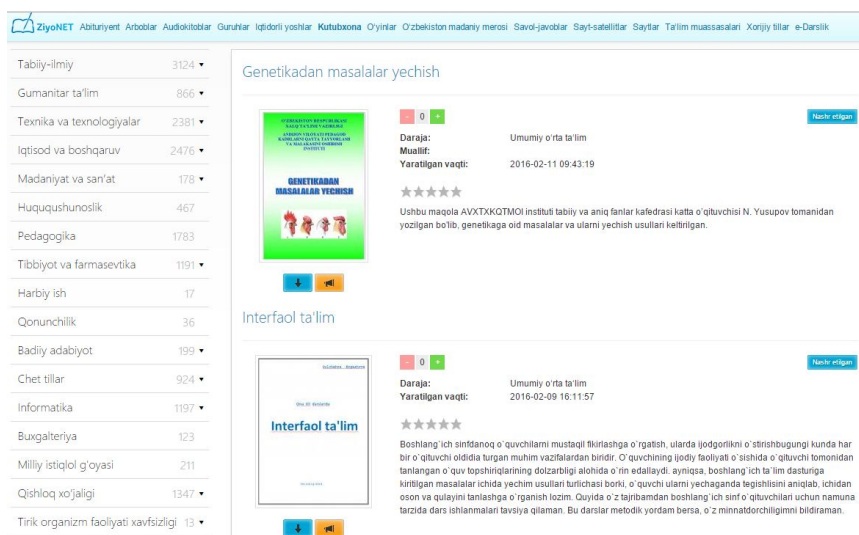 ZiyoNET Abituriyent Arboblar Audiokitoblar Guruhlar Iqtidorli yoshlar Kutubxona O'yinlar O'zbekiston madaniy merosi Savol-javoblar Sayt-satellitlar Saytlar Ta'lim muassasalari Xorijiy tillar e-Darslik
Tabiiy-ilmiy 3124
Gumanitar ta'lim 866
Texnika va texnologiyalar 2381
Iqtisod va boshqaruv 2476
Madaniyat va san'at 178
Huququshunoslik 467
Pedagogika 1783
Tibbiyot va farmasevtika 1191
Harbiy ish 17
Qonunchilik 36
Badiiy adabiyot 199
Chet tillar 924
Informatika 1197
Buxgalteriya 123
Milliy istiqlol g'oyasi 211
Qishloq xo'jaligi 1347
Tirik organizm faoliyati xavfsizligi 13
Genetikadan masalalar yechish
GENETIKADAN
MASALALAR YECHISH
- 0 +
Nashr etilgan
Daraja: Umumiy o'rta ta'lim
Muallif:
Yaratilgan vaqti: 2016-02-11 09:43:19
Ushbu maqola AVXTXKQTMOI instituti tabiiy va aniq fanlar kafedrasi katta o`qituvchisi N. Yusupov tomanidan
yozilgan bo'lib, genetikaga oid masalalar va ularni yechish usullari keltirilgan.
Interfaol ta'lim
Interfaol ta'lim
- 0 +
Nashr etilgan
Daraja: Umumiy o'rta ta'lim
Yaratilgan vaqti: 2016-02-09 16:11:57
Boshlang`ich sinfdanoq o`quvchilarni mustaqil fikirlashga o`rgatish, ularda ijodgorlikni o`stirishbugungi kunda har
bir o`qituvchi oldidia turgan muhim vazifalardan biridir. O`quvchining ijodiy faoliyati o`sishida o`qituvchi tomonidan
tanlangan o`quv topshiriqlarining dolzarbligi alohida o`rin edallaydi. ayniqsa, boshlang`ich ta`lim dasturiga
kiritilgan masalalar ichida yechim usullari turlichasi borki, o`quvchi ularni yechaganda tegishlisini aniqlab, ichidan
oson va qulayini tanlashga o`rganish lozim. Quyida o`z tajribamdan boshlang`ich sinf o`qituvchilari uchun namuna
tarzida dars ishlanmalari tavsiya qilaman. Bu darslar metodik yordam bersa, o`z minnatdorchiligimni bildiraman.